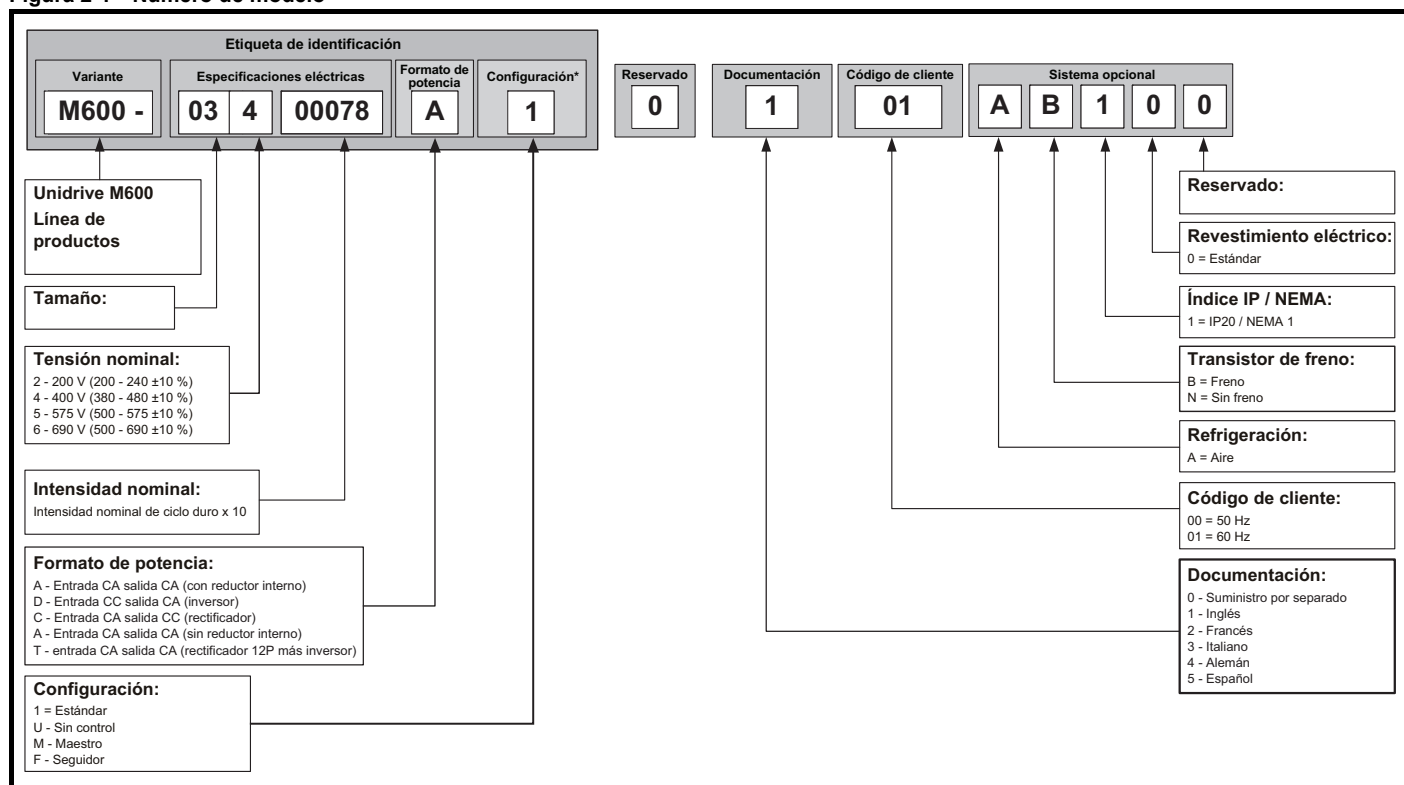 Figura 2-1 Número de modelo
Etiqueta de identificación
Variante
Especificaciones eléctricas
Formato de potencia
Configuración*
Reservado
Documentación
Código de cliente
Sistema opcional
M600 -
03
4
00078
A
1
0
1
01
A
B
1
0
0
Unidrive M600
Línea de
productos
Tamaño:
Tensión nominal:
2 - 200 V (200 - 240 ±10 %)
4 - 400 V (380 - 480 ±10 %)
5 - 575 V (500 - 575 ±10 %)
6 - 690 V (500 - 690 ±10 %)
Intensidad nominal:
Intensidad nominal de ciclo duro x 10
Formato de potencia:
A - Entrada CA salida CA (con reductor interno)
D - Entrada CC salida CA (inversor)
C - Entrada CA salida CC (rectificador)
A - Entrada CA salida CA (sin reductor interno)
T - entrada CA salida CA (rectificador 12P más inversor)
Configuración:
1 = Estándar
U - Sin control
M - Maestro
F - Seguidor
Reservado:
Revestimiento eléctrico:
0 = Estándar
Índice IP / NEMA:
1 = IP20 / NEMA 1
Transistor de freno:
B = Freno
N = Sin freno
Refrigeración:
A = Aire
Código de cliente:
00 = 50 Hz
01 = 60 Hz
Documentación:
0 - Suministro por separado
1 - Inglés
2 - Francés
3 - Italiano
4 - Alemán
5 - Español